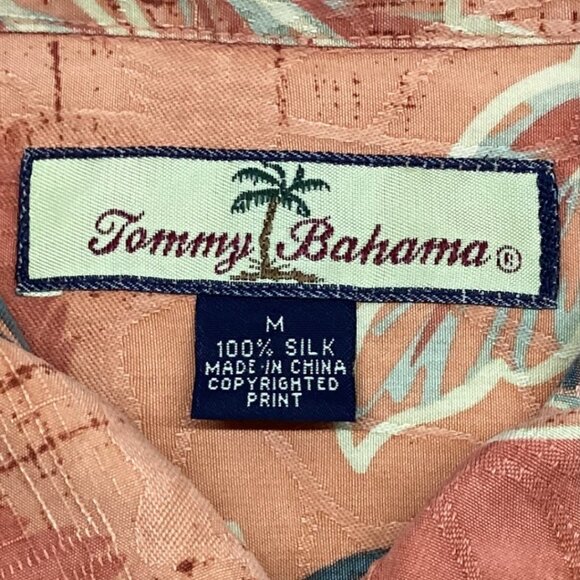 Tommy Bahama ®
M
100% SILK
MADE IN CHINA
COPYRIGHTED
PRINT